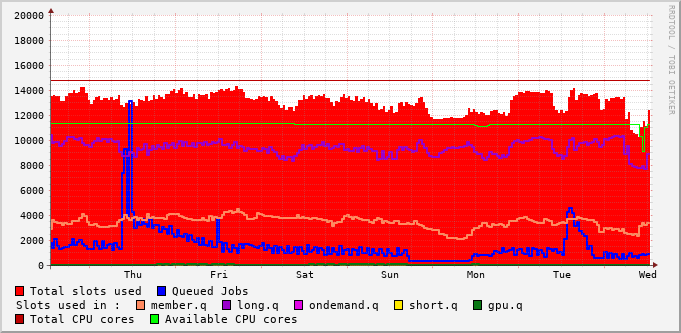 20000
18000
16000
14000
12000
10000
8000
6000
4000
2000
0
Thu Fri Sat Sun Mon Tue Wed
Total slots used Queued Jobs
Slots used in : member.q long.q ondemand.q short.q gpu.q
Total CPU cores Available CPU cores
RRDTOOL / TOBI OETIKER